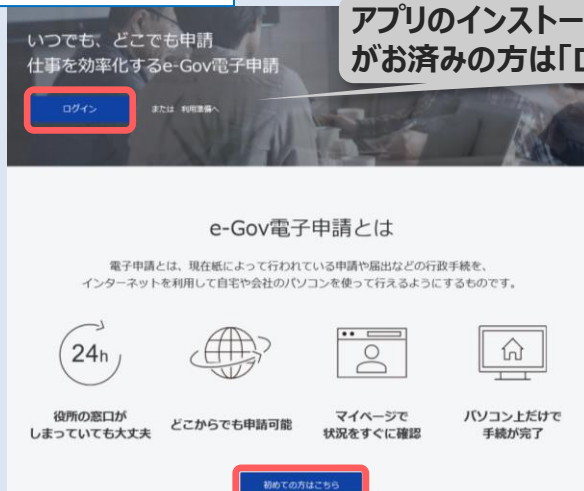 アプリのインストー
がお済みの方は「
いつでも、どこでも申請
仕事を効率化するe-Gov電子申請
ログイン
または 利用準備へ
e-Gov電子申請とは
電子申請とは、現在紙によって行われている申請や届出などの行政手続を、
インターネットを利用して自宅や会社のパソコンを使って行えるようにするものです。
24h
役所の窓口が
しまっていても大丈夫
どこからでも申請可能
マイページで
状況をすぐに確認
パソコン上だけで
手続が完了
初めての方はこちら